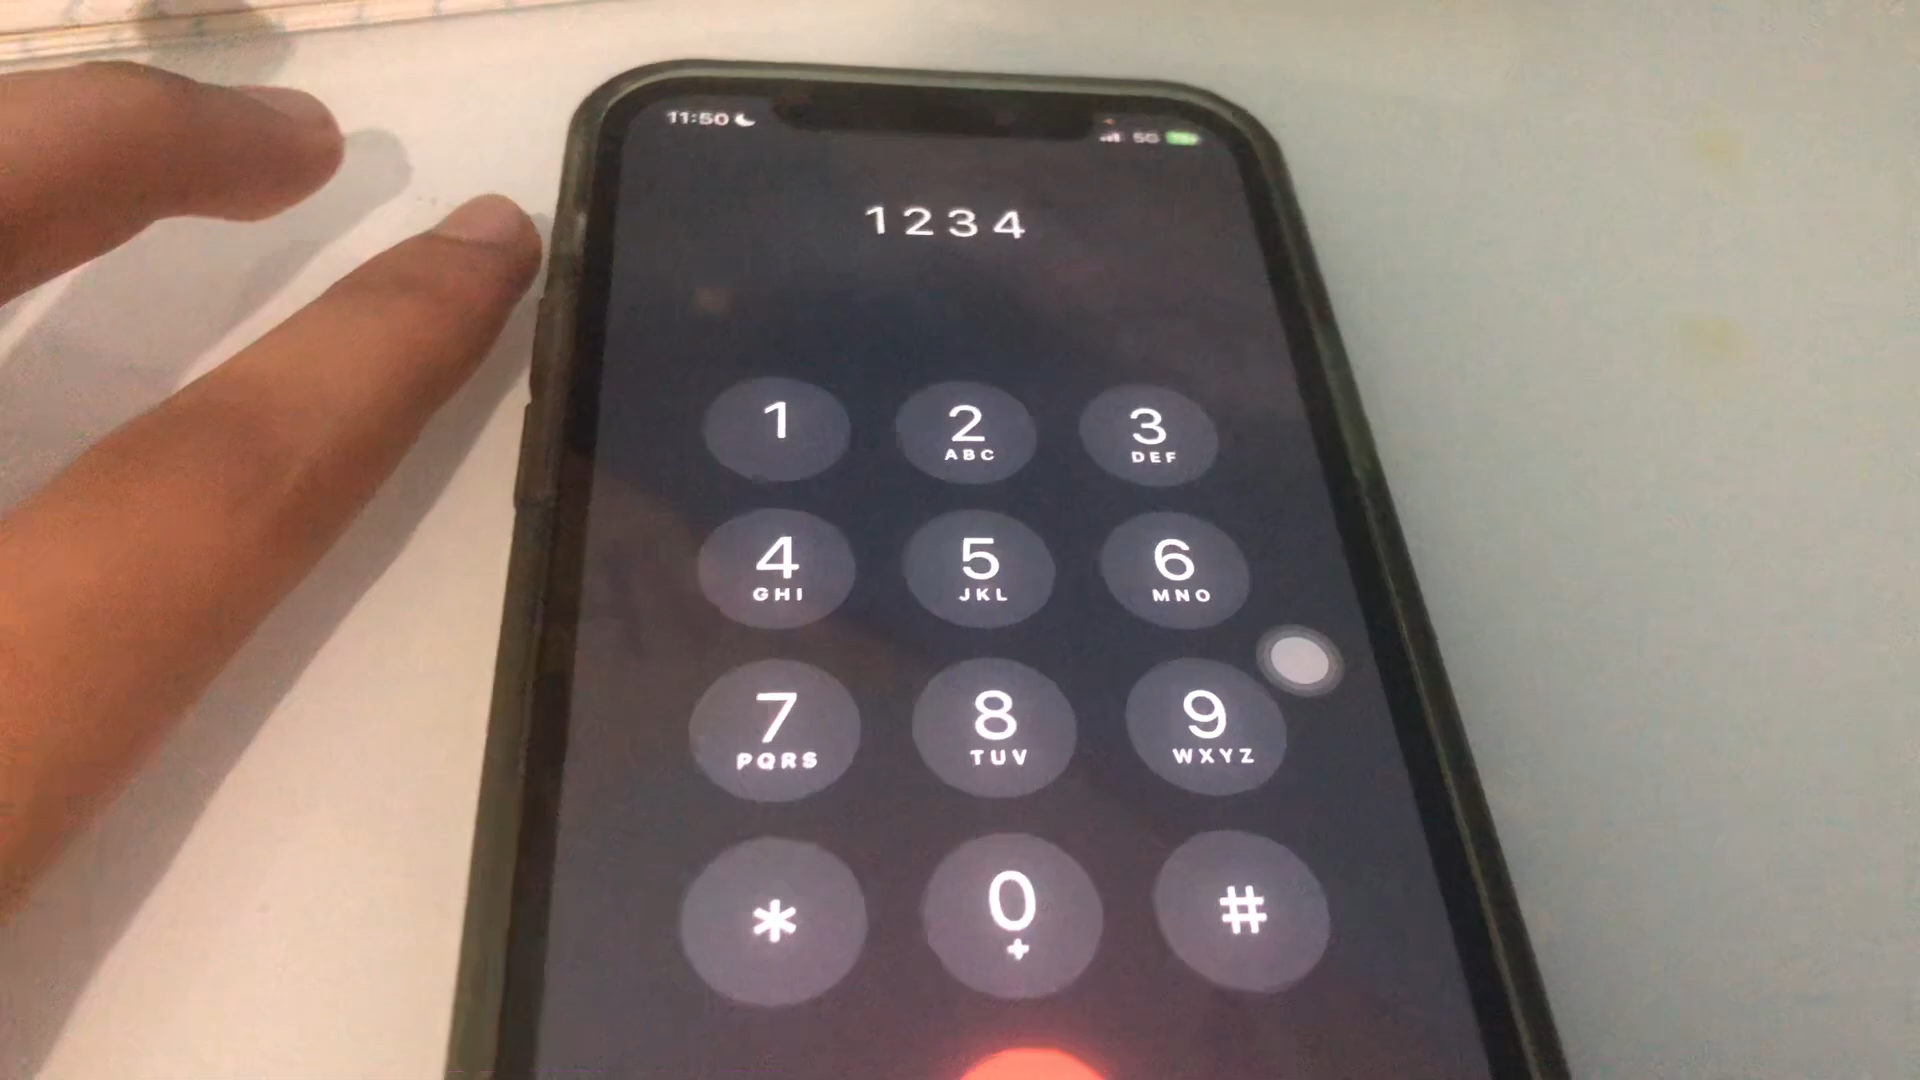 11:50
5G
1234
1 2 3
ABC DEF
4 5 6
GHI JKL MNO
7 8 9
PQRS TUV WXYZ
* 0 #
+